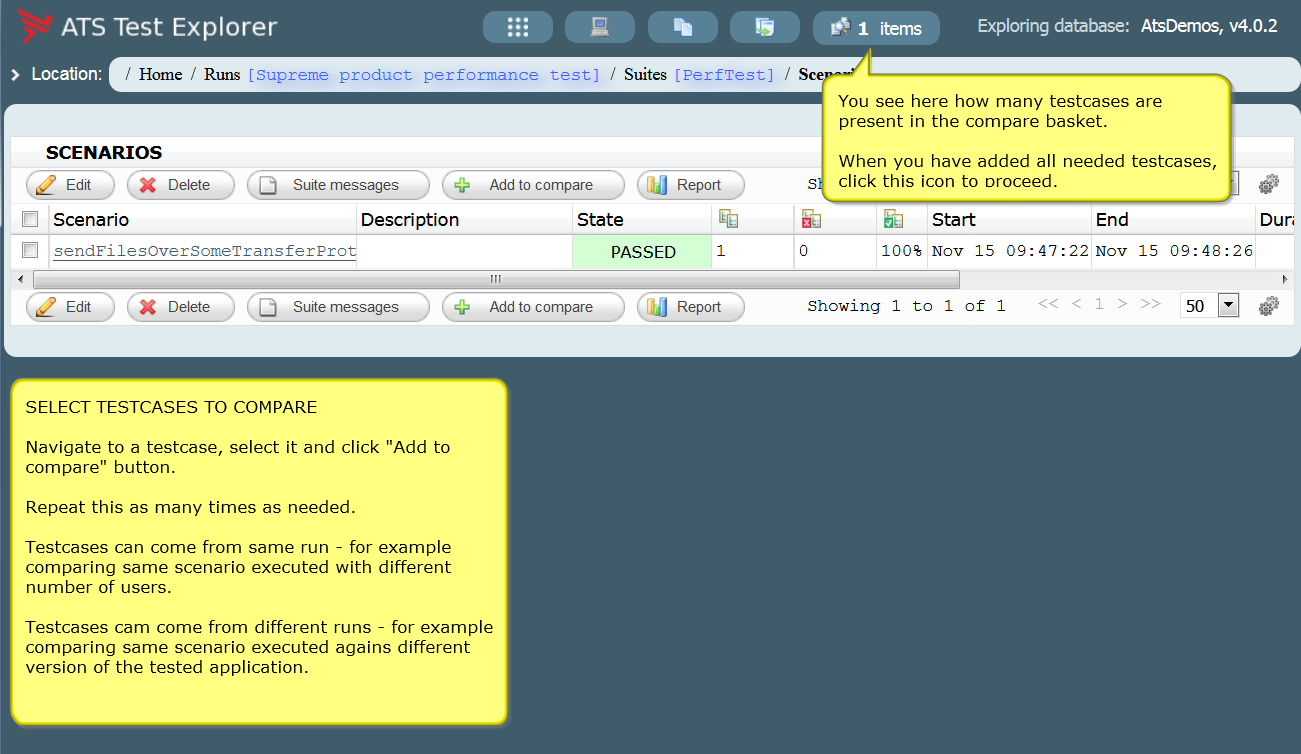 ATS Test Explorer
1 items
Exploring database: AtsDemos, v4.0.2
Location: / Home / Runs [Supreme product performance test] / Suites [PerfTest] /
You see here how many testcases are
present in the compare basket.
When you have added all needed testcases,
click this icon to proceed.
SCENARIOS
Edit Delete Suite messages Add to compare Report
Scenario Description State Start End
sendFilesOverSomeTransferProt PASSED 1 0 100% Nov 15 09:47:22 Nov 15 09:48:26
Edit Delete Suite messages Add to compare Report Showing 1 to 1 of 1 << < 1 > >> 50
SELECT TESTCASES TO COMPARE
Navigate to a testcase, select it and click "Add to
compare" button.
Repeat this as many times as needed.
Testcases can come from same run - for example
comparing same scenario executed with different
number of users.
Testcases cam come from different runs - for example
comparing same scenario executed agains different
version of the tested application.